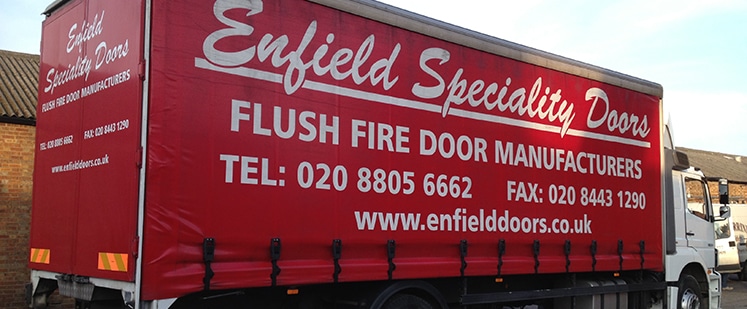 Enfield
Speciality Doors
FLUSH FIRE DOOR MANUFACTURERS
TEL: 020 8805 6662 FAX: 020 8443 1290
www.enfielddoors.co.uk
Enfield Speciality Doors
FLUSH FIRE DOOR MANUFACTURERS
TEL: 020 8805 6662 FAX: 020 8443 1290
www.enfielddoors.co.uk